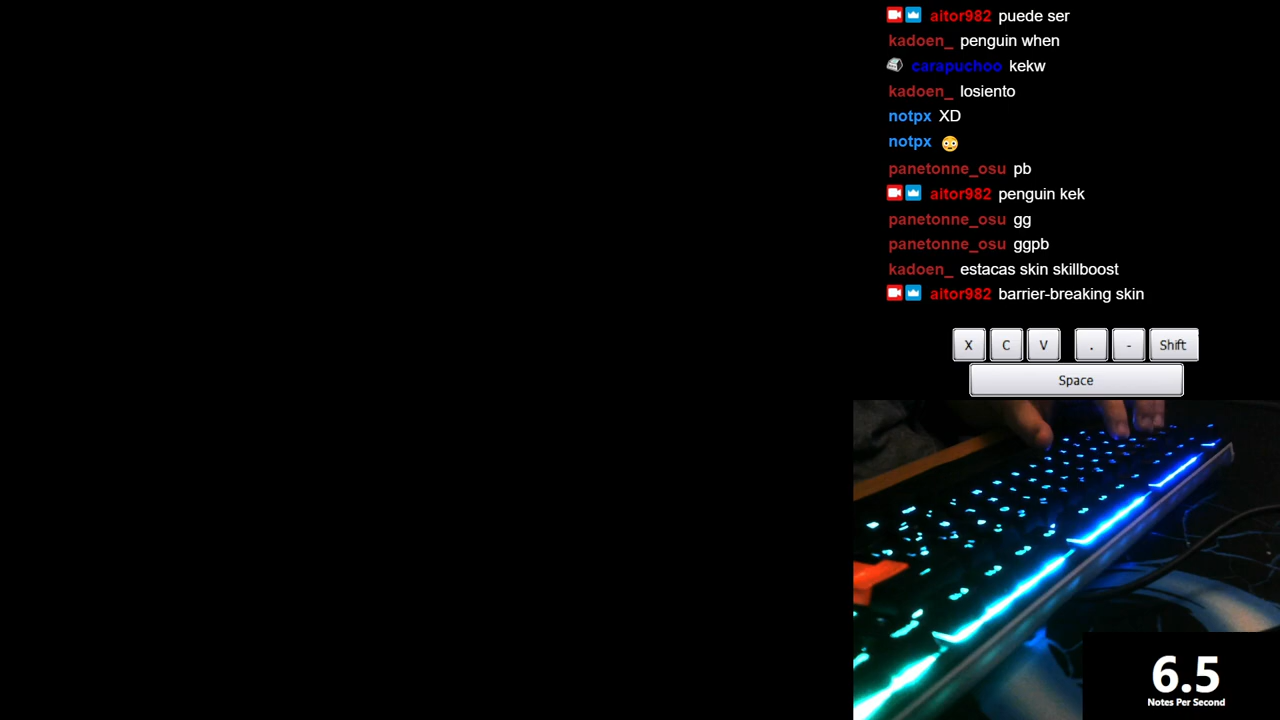 aitor982 puede ser
kadoen_ penguin when
carapuchoo kekw
kadoen_ losiento
notpx XD
notpx 😳
panetonne_osu pb
aitor982 penguin kek
panetonne_osu gg
panetonne_osu ggpb
kadoen_ estacas skin skillboost
aitor982 barrier-breaking skin
X C V . - Shift
Space
6.5
Notes Per Second